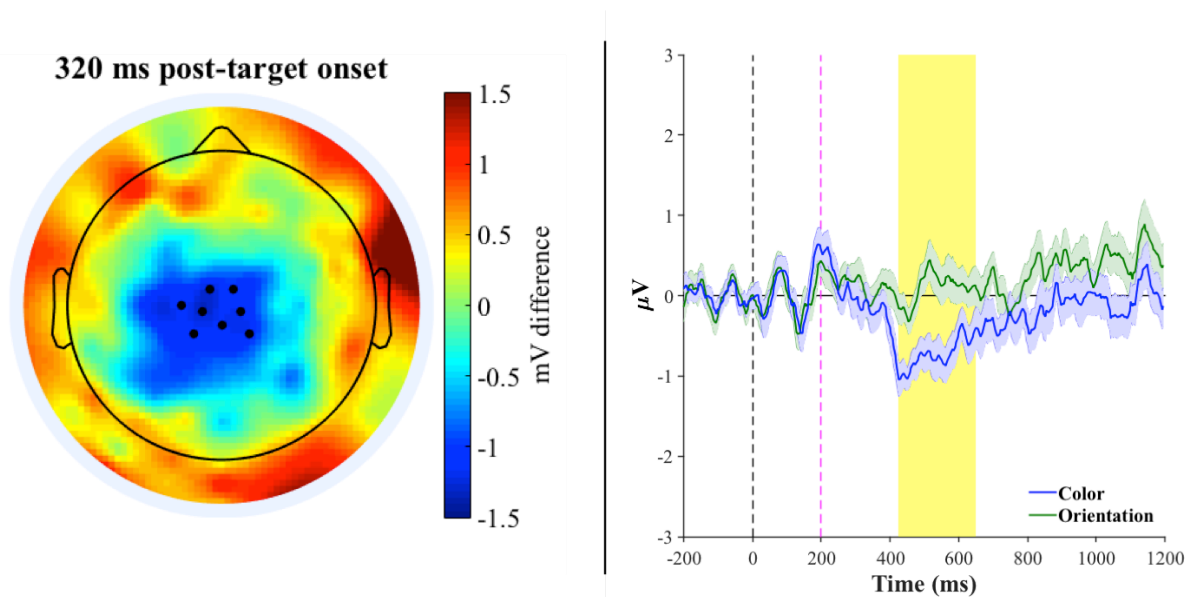 320 ms post-target onset
1.5
1
0.5
0
-0.5
-1
-1.5
mV difference
3
2
1
0
-1
-2
-3
μV
-200 0 200 400 600 800 1000 1200
Time (ms)
Color
Orientation